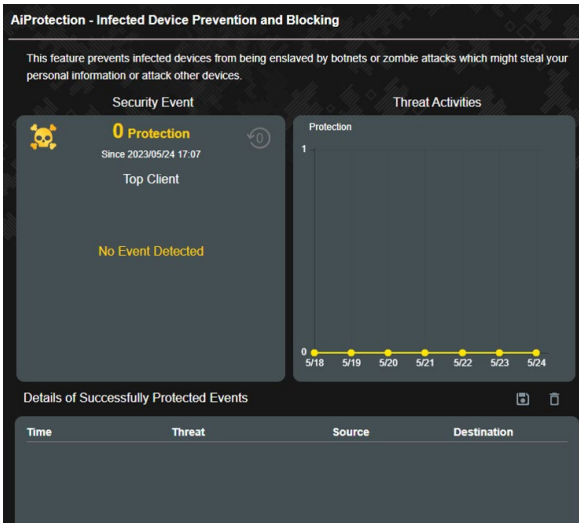 AiProtection - Infected Device Prevention and Blocking
This feature prevents infected devices from being enslaved by botnets or zombie attacks which might steal your
personal information or attack other devices.
Security Event
0 Protection
0
Since 2023/05/24 17:07
Top Client
No Event Detected
Threat Activities
Protection
1
0
5/18 5/19 5/20 5/21 5/22 5/23 5/24
Details of Successfully Protected Events
Time Threat Source Destination